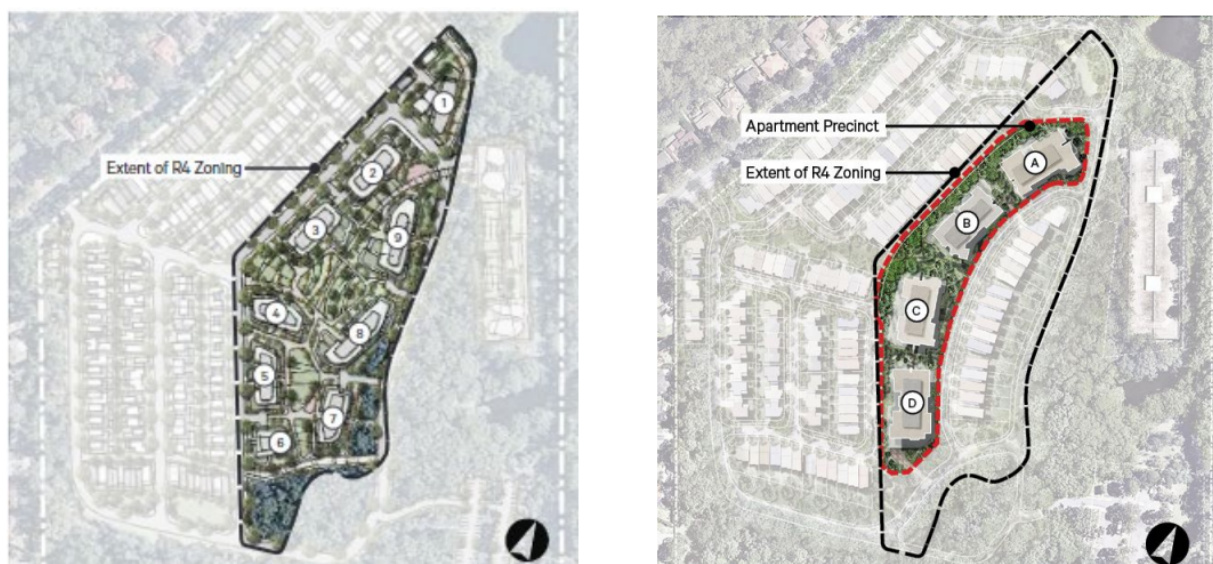 Extent of R4 Zoning
1
2
3
9
4
8
5
7
6
Apartment Precinct
Extent of R4 Zoning
A
B
C
D